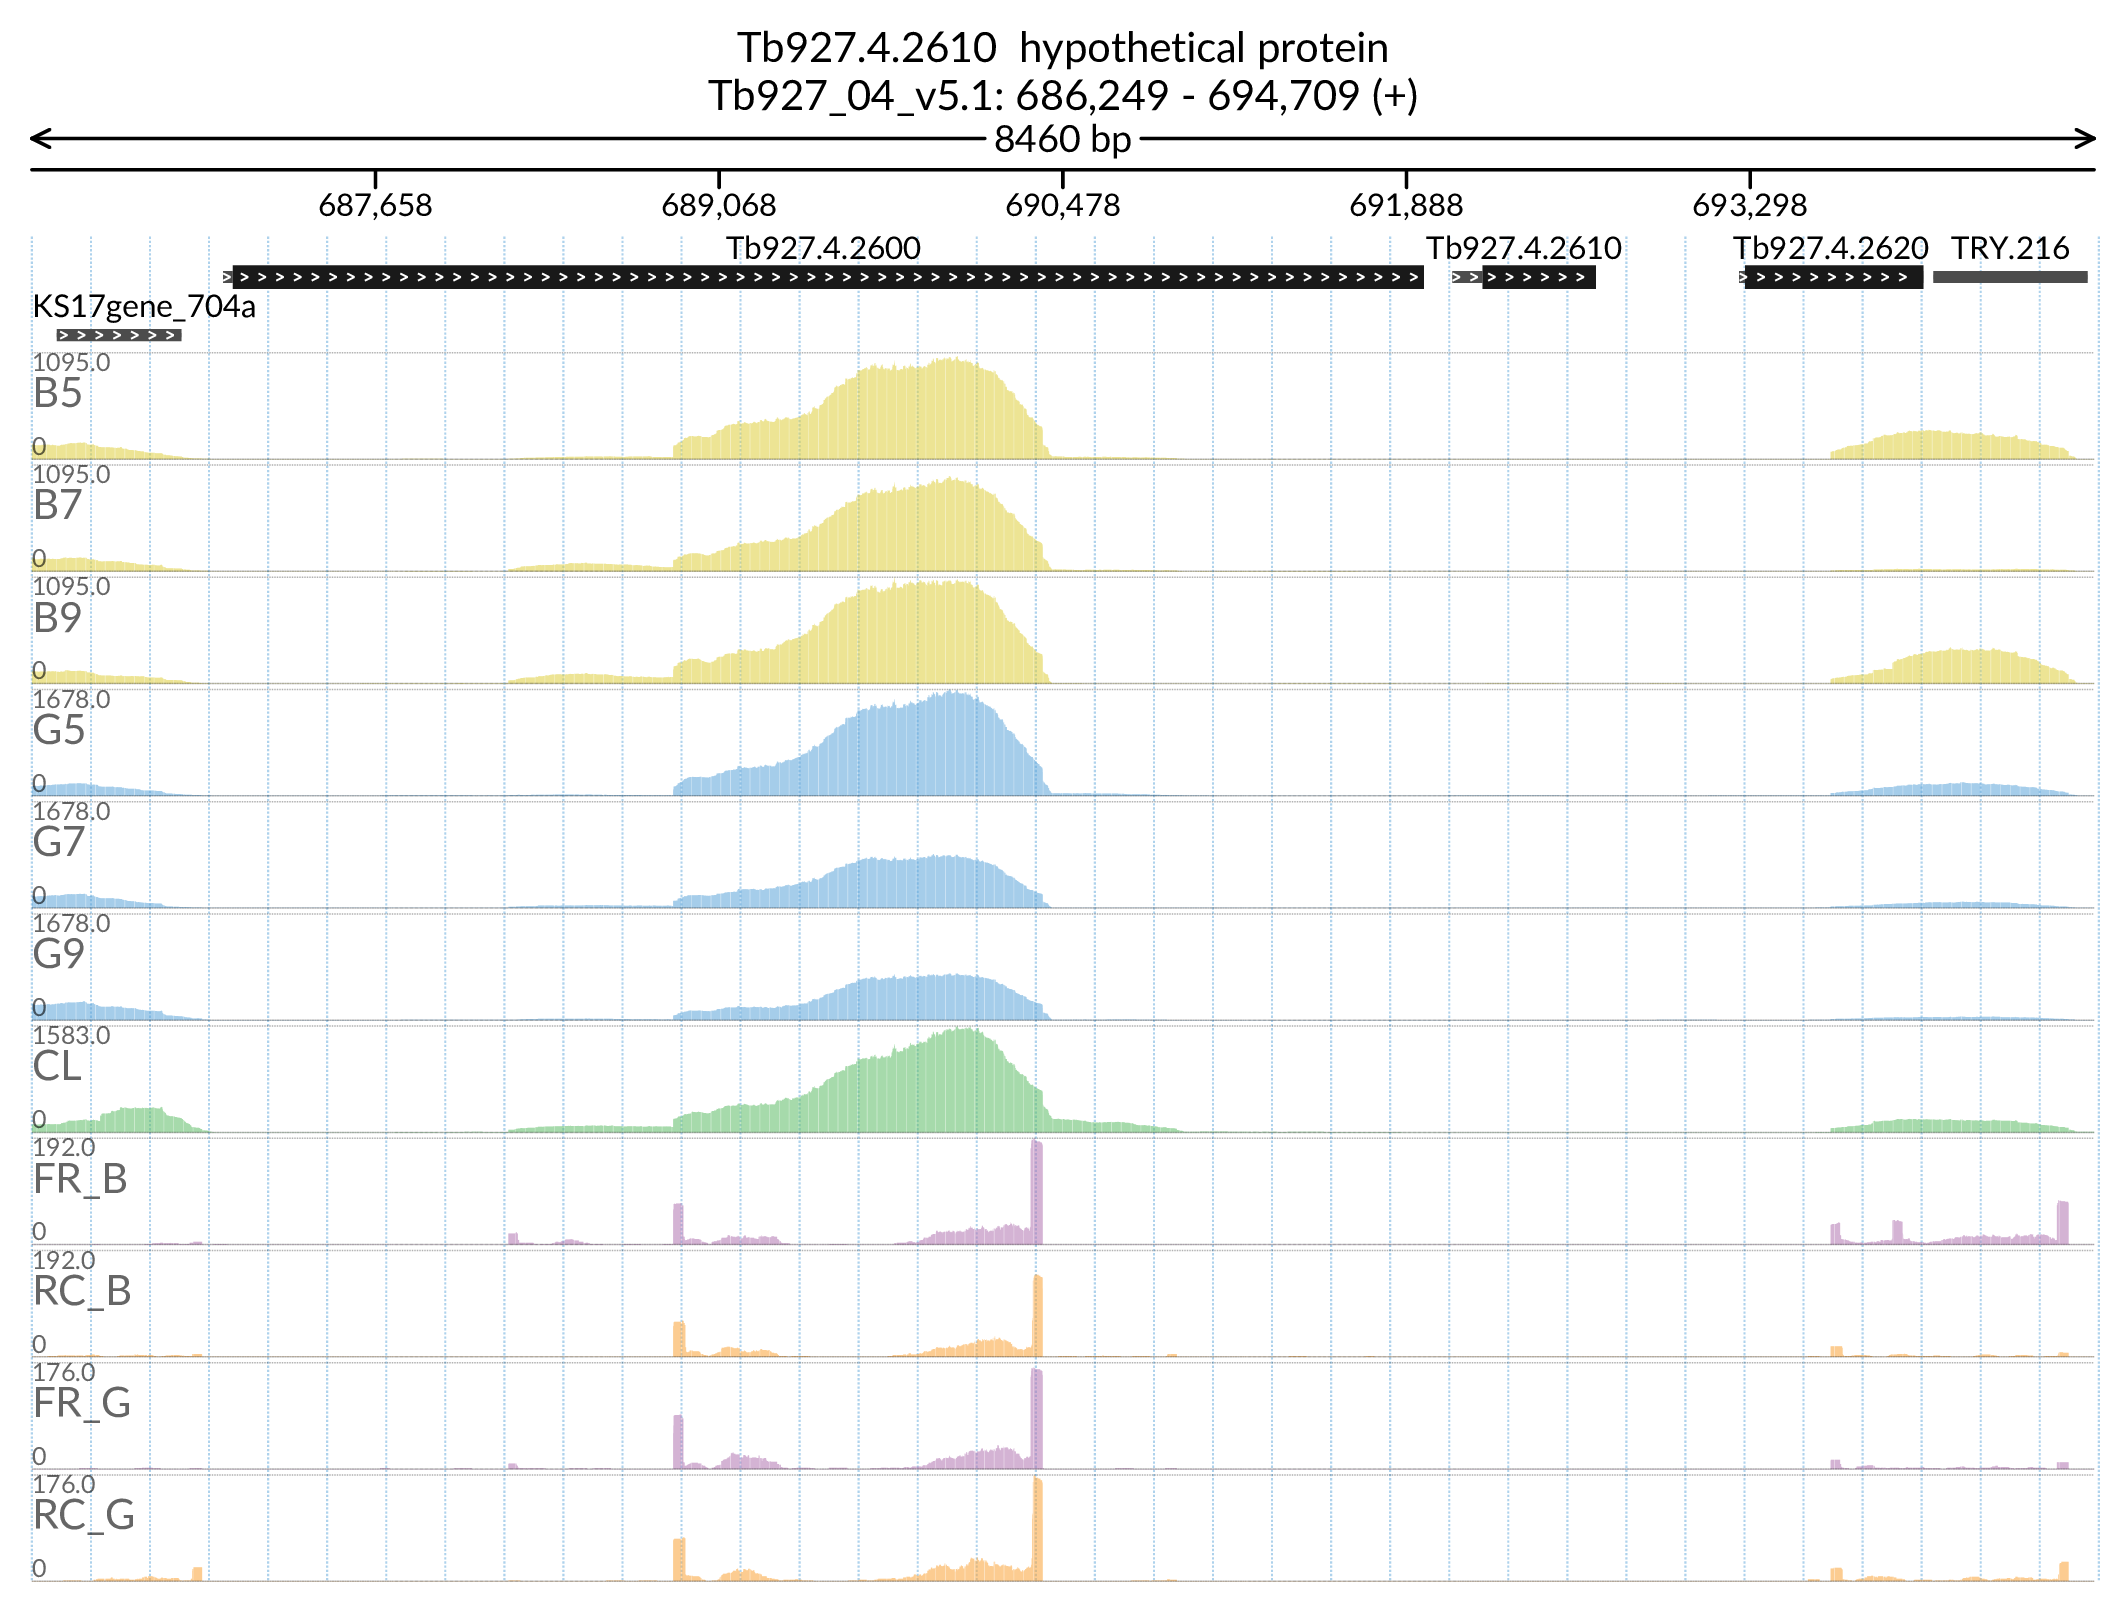 Tb927.4.2610  hypothetical protein
Tb927_04_v5.1: 686,249 - 694,709 (+)
8460 bp
687,658 689,068 690,478 691,888 693,298
Tb927.4.2600 Tb927.4.2610 Tb927.4.2620 TRY.216
KS17gene_704a
1095.0
B5
0
1095.0
B7
0
1095.0
B9
0
1678.0
G5
0
1678.0
G7
0
1678.0
G9
0
1583.0
CL
0
192.0
FR_B
0
192.0
RC_B
0
176.0
FR_G
0
176.0
RC_G
0